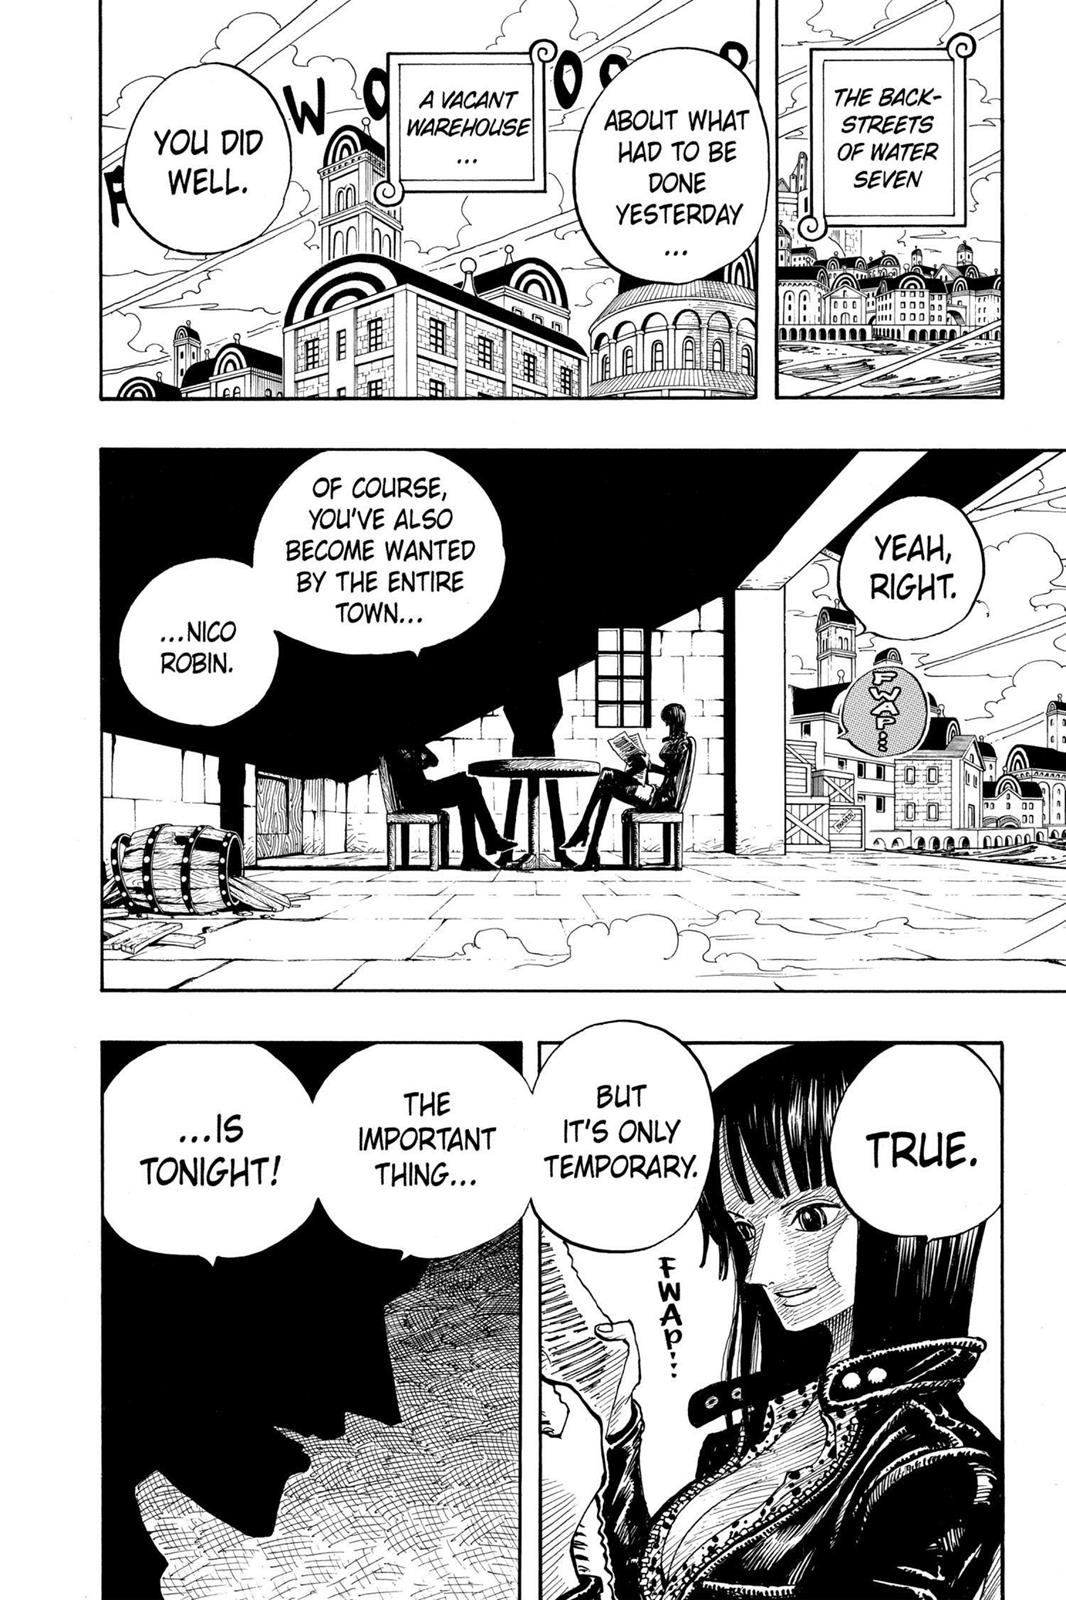 THE BACK-
STREETS
OF WATER
SEVEN
ABOUT WHAT
HAD TO BE
DONE
YESTERDAY
...
A VACANT
WAREHOUSE
...
YOU DID
WELL.
YEAH,
RIGHT.
FWAP!!
OF COURSE,
YOU'VE ALSO
BECOME WANTED
BY THE ENTIRE
TOWN...
...NICO
ROBIN.
TRUE.
BUT
IT'S ONLY
TEMPORARY.
FWAP!!
THE
IMPORTANT
THING...
...IS
TONIGHT!